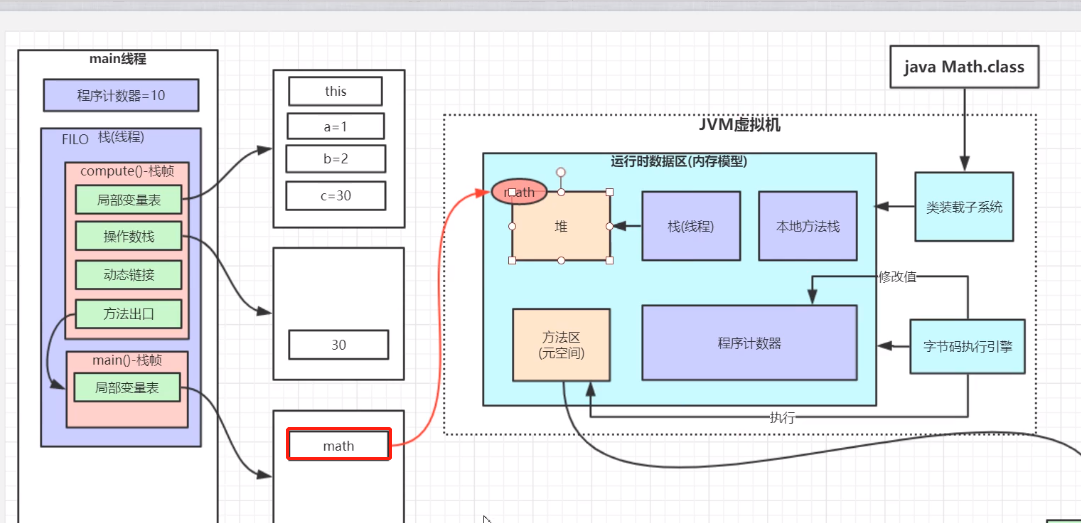 main线程
程序计数器=10
FILO 栈(线程)
compute()-栈帧
局部变量表
操作数栈
动态链接
方法出口
main()-栈帧
局部变量表
this
a=1
b=2
c=30
30
math
java Math.class
JVM虚拟机
运行时数据区(内存模型)
math
堆
栈(线程)
本地方法栈
类装载子系统
修改值
方法区
(元空间)
程序计数器
字节码执行引擎
执行